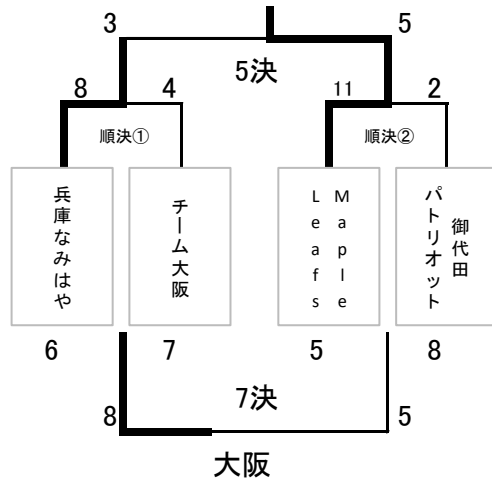 3
5
5決
8
4
11
2
順決①
順決②
兵庫なみはや
チーム大阪
Maple
Leafs
御代田
パトリオット
6
7
5
8
7決
8
5
大阪